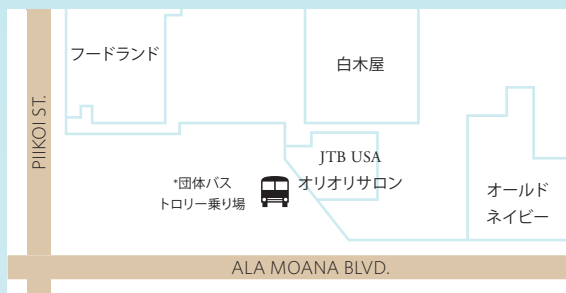 フードランド
白木屋
PIIKOI ST.
JTB USA
オリオリサロン
*団体バス
トロリー乗り場
オールド
ネイビー
ALA MOANA BLVD.